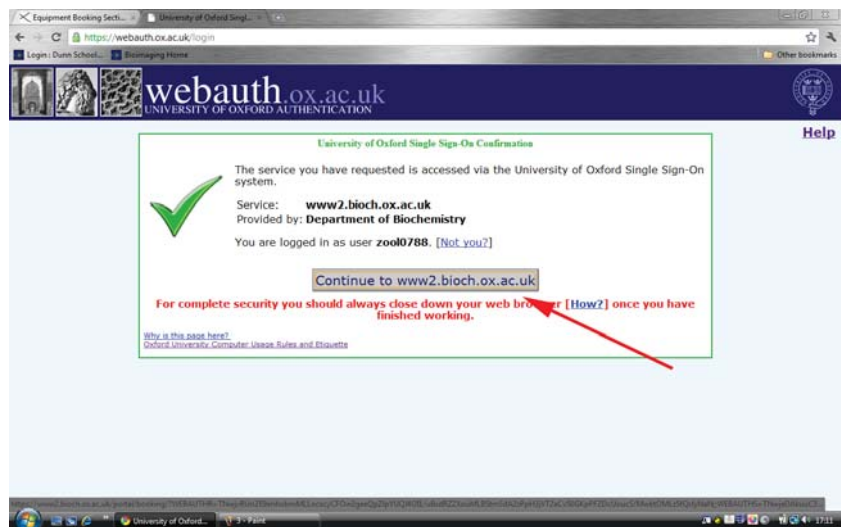 Equipment Booking Secti...
University of Oxford Singl...
https://webauth.ox.ac.uk/login
Login : Dunn School...
Bioimaging Home
Other bookmarks
webauth.ox.ac.uk
UNIVERSITY OF OXFORD AUTHENTICATION
Help
University of Oxford Single Sign-On Confirmation
The service you have requested is accessed via the University of Oxford Single Sign-On
system.
Service: www2.bioch.ox.ac.uk
Provided by: Department of Biochemistry
You are logged in as user zool0788. [Not you?]
Continue to www2.bioch.ox.ac.uk
For complete security you should always close down your web browser [How?] once you have
finished working.
Why is this page here?
Oxford University Computer Usage Rules and Etiquette
University of Oxford...
3 - Paint
17:11